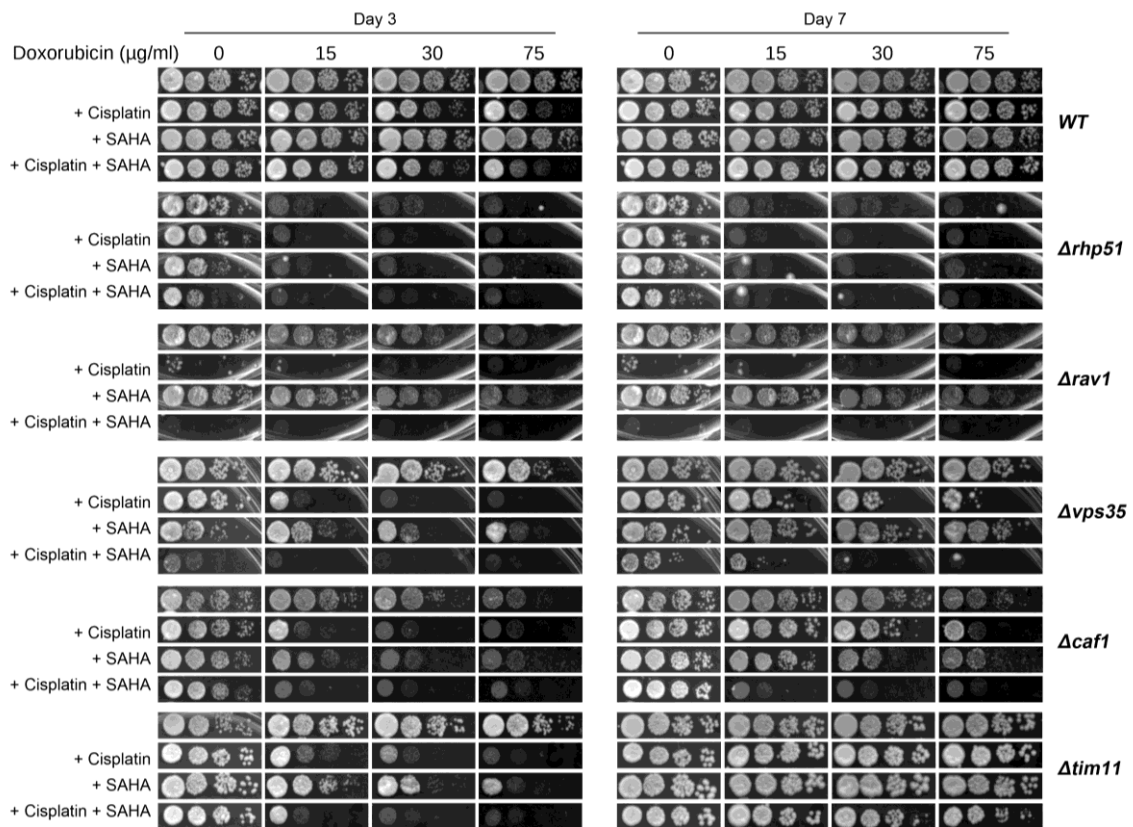 Day 3 Day 7
Doxorubicin (µg/ml) 0 15 30 75 0 15 30 75
WT
+ Cisplatin
+ SAHA
+ Cisplatin + SAHA
Δrhp51
+ Cisplatin
+ SAHA
+ Cisplatin + SAHA
Δrav1
+ Cisplatin
+ SAHA
+ Cisplatin + SAHA
Δvps35
+ Cisplatin
+ SAHA
+ Cisplatin + SAHA
Δcaf1
+ Cisplatin
+ SAHA
+ Cisplatin + SAHA
Δtim11
+ Cisplatin
+ SAHA
+ Cisplatin + SAHA